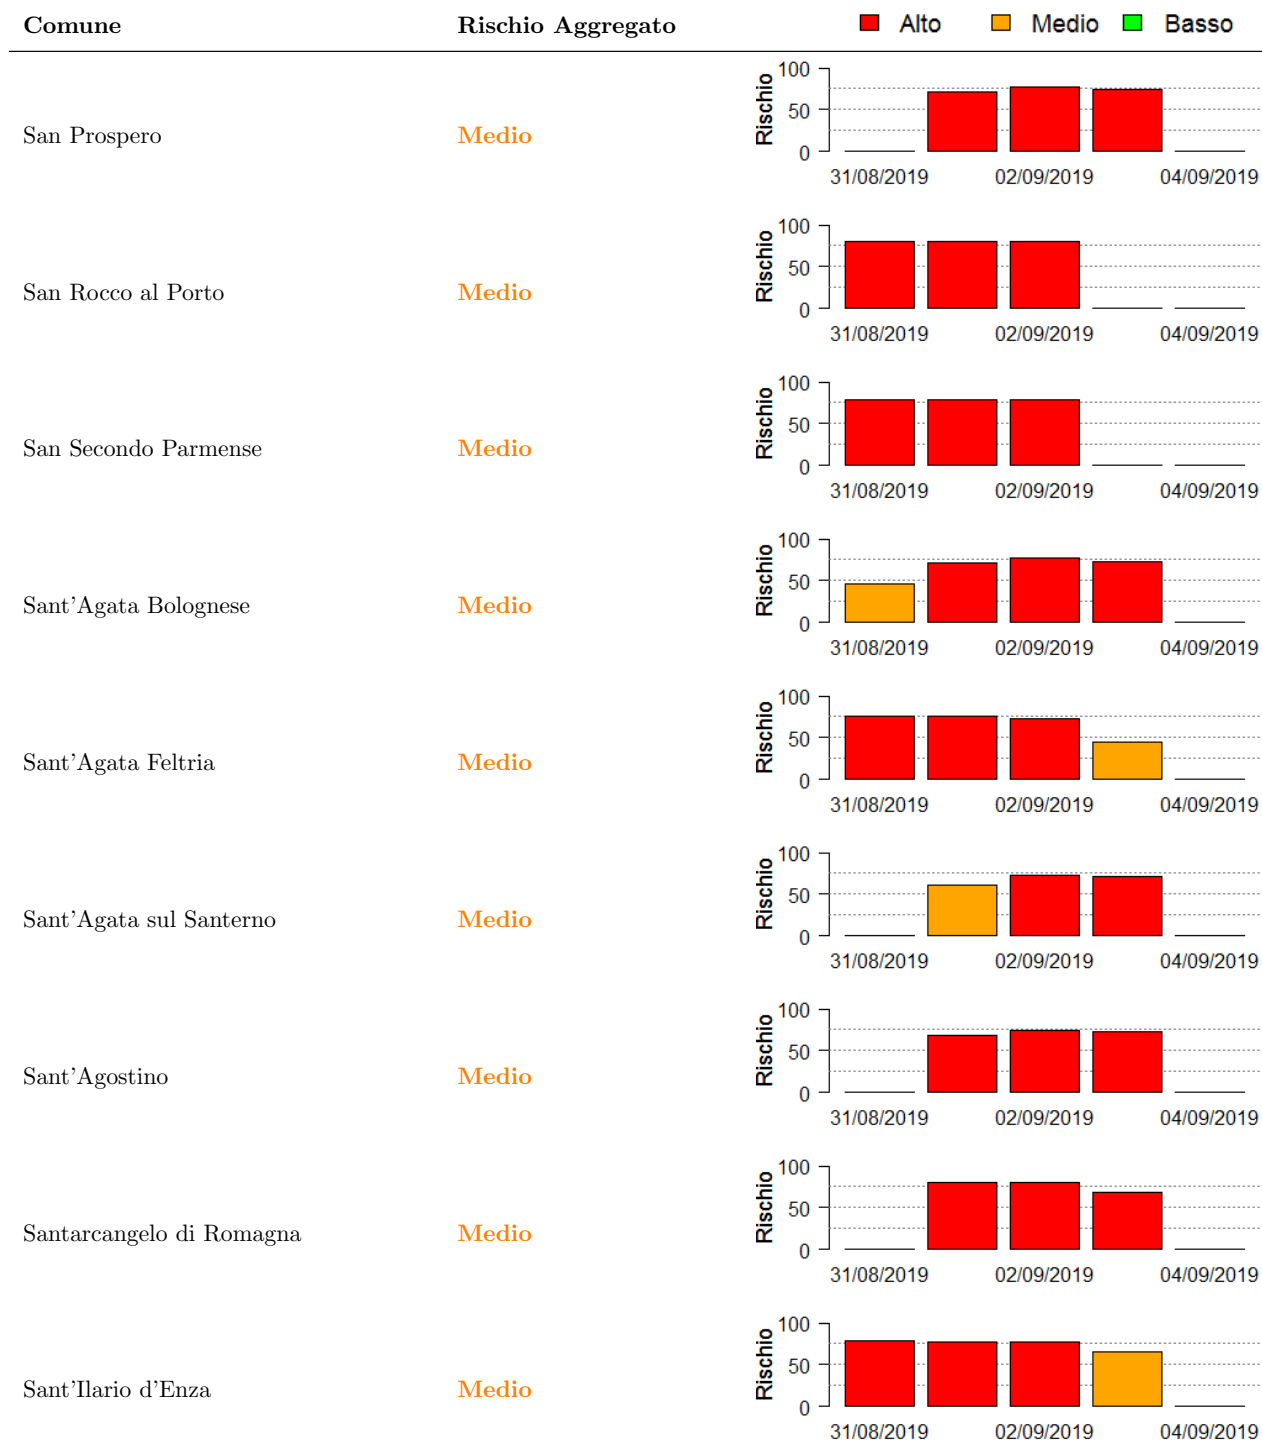 Comune Rischio Aggregato Alto Medio Basso
Rischio
100
50
0
San Prospero Medio
31/08/2019 02/09/2019 04/09/2019
Rischio
100
50
0
San Rocco al Porto Medio
31/08/2019 02/09/2019 04/09/2019
Rischio
100
50
0
San Secondo Parmense Medio
31/08/2019 02/09/2019 04/09/2019
Rischio
100
50
0
Sant'Agata Bolognese Medio
31/08/2019 02/09/2019 04/09/2019
Rischio
100
50
0
Sant'Agata Feltria Medio
31/08/2019 02/09/2019 04/09/2019
Rischio
100
50
0
Sant'Agata sul Santerno Medio
31/08/2019 02/09/2019 04/09/2019
Rischio
100
50
0
Sant'Agostino Medio
31/08/2019 02/09/2019 04/09/2019
Rischio
100
50
0
Santarcangelo di Romagna Medio
31/08/2019 02/09/2019 04/09/2019
Rischio
100
50
0
Sant'Ilario d'Enza Medio
31/08/2019 02/09/2019 04/09/2019